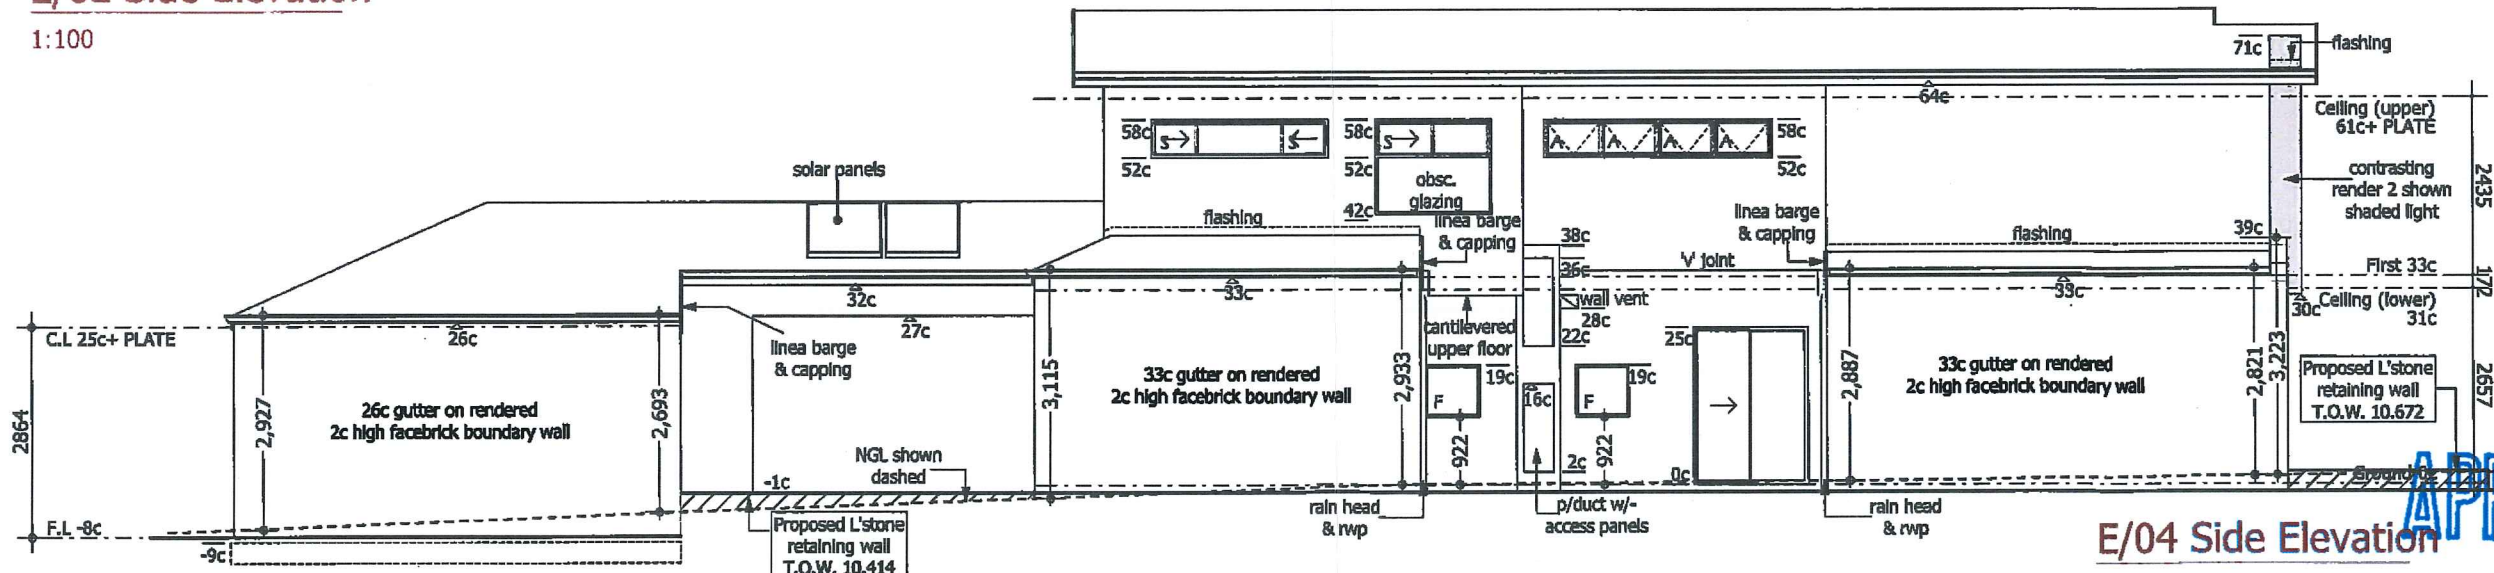 1:100
71c
flashing
64c
Ceiling (upper)
61c+ PLATE
58c
S
S
52c
58c
S
52c
obsc.
glazing
42c
A
A
A
A
58c
52c
contrasting
render 2 shown
shaded light
2435
solar panels
flashing
linea barge
& capping
linea barge
& capping
flashing
39c
38c
36c
'V' joint
First 33c
172
32c
33c
33c
wall vent
28c
Ceiling (lower)
31c
30c
C.L 25c+ PLATE
26c
27c
linea barge
& capping
cantilevered
upper floor
22c
25c
2864
2,927
26c gutter on rendered
2c high facebrick boundary wall
2,693
3,115
33c gutter on rendered
2c high facebrick boundary wall
2,933
19c
F
922
16c
19c
F
922
2,887
33c gutter on rendered
2c high facebrick boundary wall
2,821
3,223
Proposed L'stone
retaining wall
T.O.W. 10.672
2657
NGL shown
dashed
-1c
2c
0c
Ground 0c
F.L -8c
-9c
Proposed L'stone
retaining wall
T.O.W. 10.414
rain head
& rwp
p/duct w/-
access panels
rain head
& rwp
E/04 Side Elevation